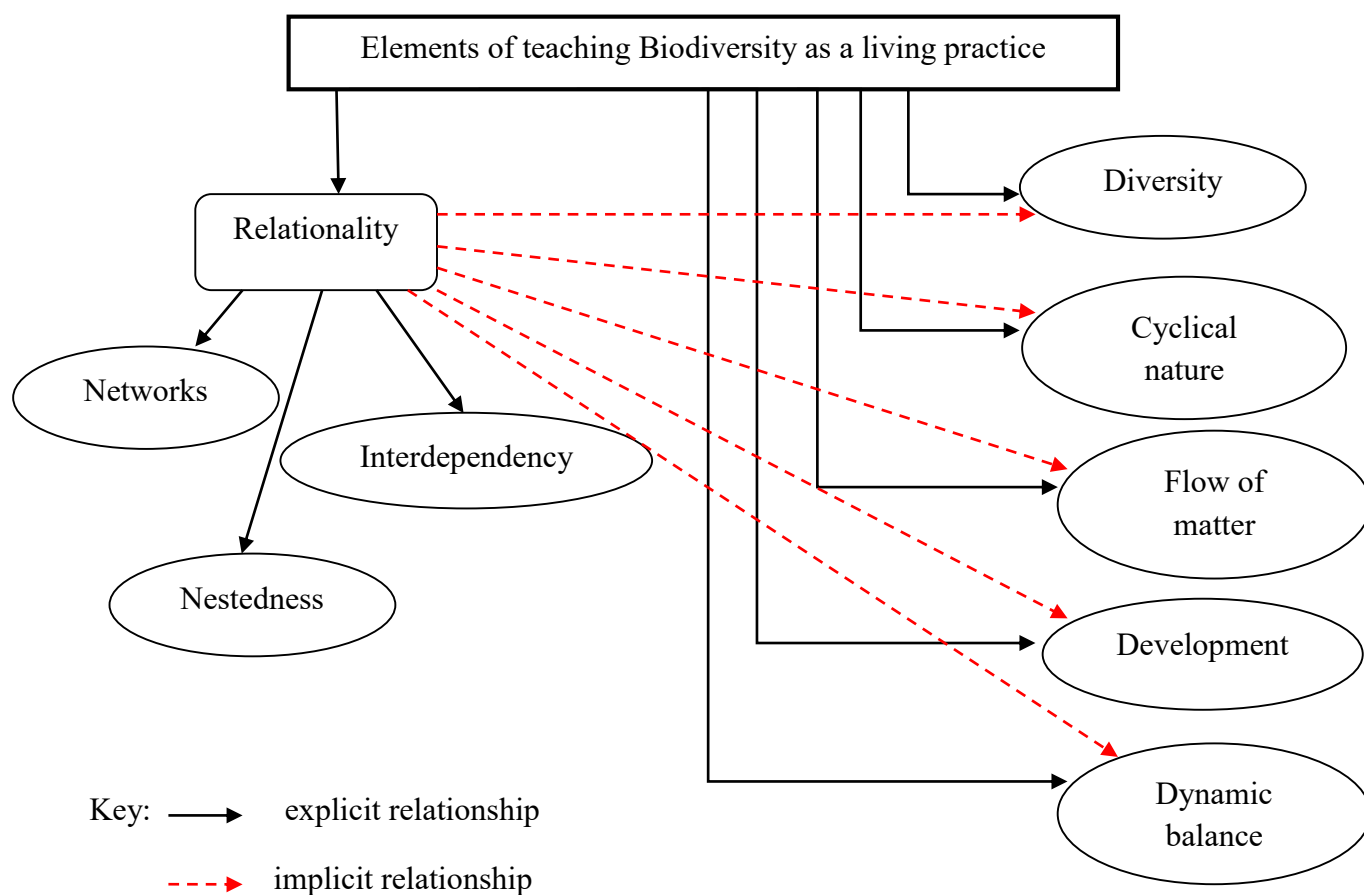 Elements of teaching Biodiversity as a living practice
Diversity
Relationality
Cyclical
nature
Networks
Interdependency
Flow of
matter
Nestedness
Development
Dynamic
balance
Key: explicit relationship
implicit relationship